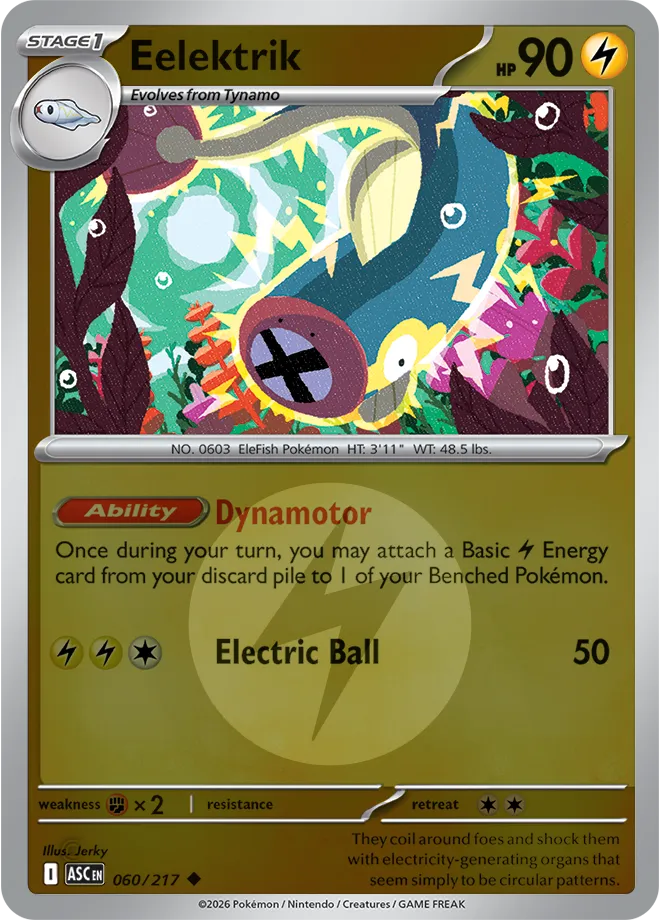 STAGE1
Eelektrik
HP 90
Evolves from Tynamo
NO. 0603 EleFish Pokémon HT: 3'11" WT: 48.5 lbs.
Ability Dynamotor
Once during your turn, you may attach a Basic Energy
card from your discard pile to 1 of your Benched Pokémon.
Electric Ball 50
weakness ×2 resistance retreat
Illus. Jerky
They coil around foes and shock them
with electricity-generating organs that
seem simply to be circular patterns.
I ASC EN 060/217
©2026 Pokémon / Nintendo / Creatures / GAME FREAK